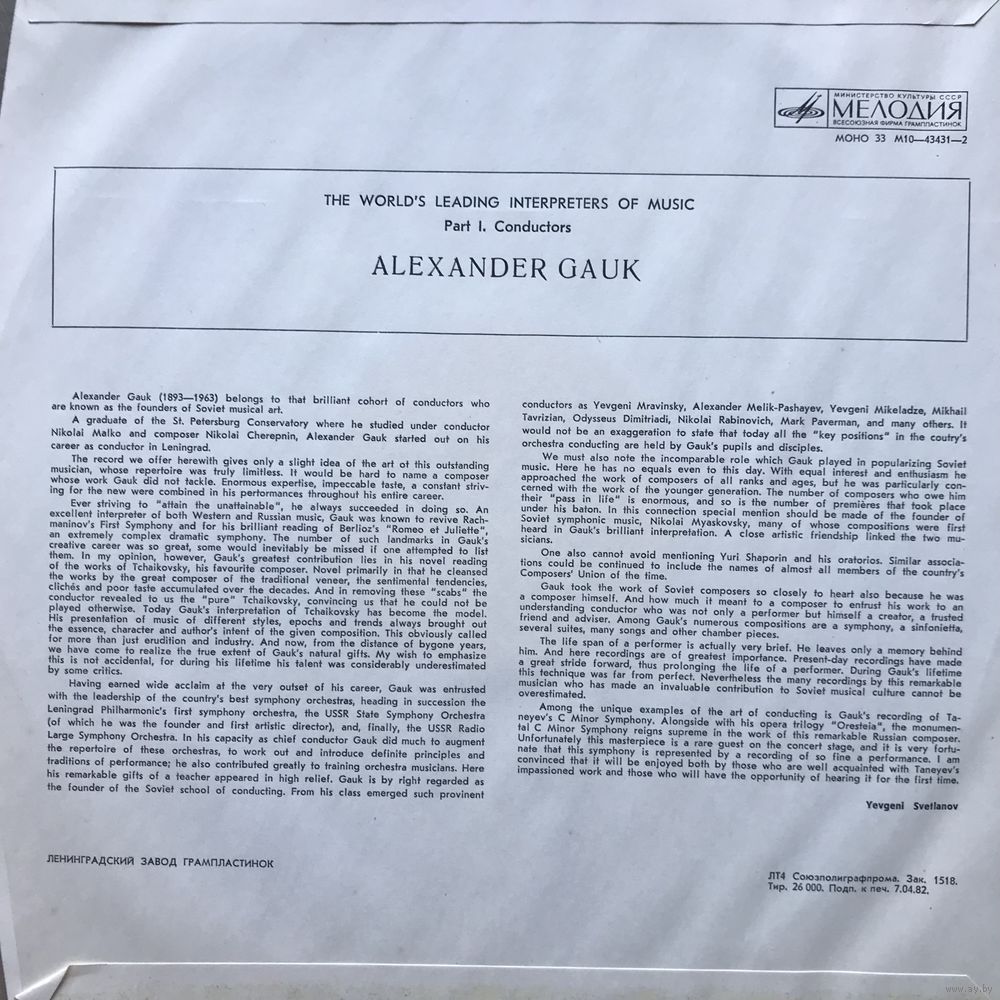 МИНИСТЕРСТВО КУЛЬТУРЫ СССР
МЕЛОДИЯ
ВСЕСОЮЗНАЯ ФИРМА ГРАМПЛАСТИНОК
МОНО 33 М10—43431—2
THE WORLD'S LEADING INTERPRETERS OF MUSIC
Part I. Conductors
ALEXANDER GAUK
Alexander Gauk (1893—1963) belongs to that brilliant cohort of conductors who
are known as the founders of Soviet musical art.
A graduate of the St. Petersburg Conservatory where he studied under conductor
Nikolai Malko and composer Nikolai Cherepnin, Alexander Gauk started out on his
career as conductor in Leningrad.
The record we offer herewith gives only a slight idea of the art of this outstanding
musician, whose repertoire was truly limitless. It would be hard to name a composer
whose work Gauk did not tackle. Enormous expertise, impeccable taste, a constant striv-
ing for the new were combined in his performances throughout his entire career.
Ever striving to "attain the unattainable", he always succeeded in doing so. An
excellent interpreter of both Western and Russian music, Gauk was known to revive Rach-
maninov's First Symphony and for his brilliant reading of Berlioz's "Romeo et Juliette",
an extremely complex dramatic symphony. The number of such landmarks in Gauk's
creative career was so great, some would inevitably be missed if one attempted to list
them. In my opinion, however, Gauk's greatest contribution lies in his novel reading
of the works of Tchaikovsky, his favourite composer. Novel primarily in that he cleansed
the works by the great composer of the traditional veneer, the sentimental tendencies,
clichés and poor taste accumulated over the decades. And in removing these "scabs" the
conductor revealed to us the "pure" Tchaikovsky, convincing us that he could not be
played otherwise. Today Gauk's interpretation of Tchaikovsky has become the model.
His presentation of music of different styles, epochs and trends always brought out
the essence, character and author's intent of the given composition. This obviously called
for more than just erudition and industry. And now, from the distance of bygone years,
we have come to realize the true extent of Gauk's natural gifts. My wish to emphasize
this is not accidental, for during his lifetime his talent was considerably underestimated
by some critics.
Having earned wide acclaim at the very outset of his career, Gauk was entrusted
with the leadership of the country's best symphony orchestras, heading in succession the
Leningrad Philharmonic's first symphony orchestra, the USSR State Symphony Orchestra
(of which he was the founder and first artistic director), and, finally, the USSR Radio
Large Symphony Orchestra. In his capacity as chief conductor Gauk did much to augment
the repertoire of these orchestras, to work out and introduce definite principles and
traditions of performance; he also contributed greatly to training orchestra musicians. Here
his remarkable gifts of a teacher appeared in high relief. Gauk is by right regarded as
the founder of the Soviet school of conducting. From his class emerged such provinent
conductors as Yevgeni Mravinsky, Alexander Melik-Pashayev, Yevgeni Mikeladze, Mikhail
Tavrizian, Odysseus Dimitriadi, Nikolai Rabinovich, Mark Paverman, and many others. It
would not be an exaggeration to state that today all the "key positions" in the coutry's
orchestra conducting are held by Gauk's pupils and disciples.
We must also note the incomparable role which Gauk played in popularizing Soviet
music. Here he has no equals even to this day. With equal interest and enthusiasm he
approached the work of composers of all ranks and ages, but he was particularly con-
cerned with the work of the younger generation. The number of composers who owe him
their "pass in life" is enormous, and so is the number of premières that took place
under his baton. In this connection special mention should be made of the founder of
Soviet symphonic music, Nikolai Myaskovsky, many of whose compositions were first
heard in Gauk's brilliant interpretation. A close artistic friendship linked the two mu-
sicians.
One also cannot avoid mentioning Yuri Shaporin and his oratorios. Similar associa-
tions could be continued to include the names of almost all members of the country's
Composers' Union of the time.
Gauk took the work of Soviet composers so closely to heart also because he was
a composer himself. And how much it meant to a composer to entrust his work to an
understanding conductor who was not only a performer but himself a creator, a trusted
friend and adviser. Among Gauk's numerous compositions are a symphony, a sinfonietta,
several suites, many songs and other chamber pieces.
The life span of a performer is actually very brief. He leaves only a memory behind
him. And here recordings are of greatest importance. Present-day recordings have made
a great stride forward, thus prolonging the life of a performer. During Gauk's lifetime
this technique was far from perfect. Nevertheless the many recordings by this remarkable
musician who has made an invaluable contribution to Soviet musical culture cannot be
overestimated.
Among the unique examples of the art of conducting is Gauk's recording of Ta-
neyev's C Minor Symphony. Alongside with his opera trilogy "Oresteia", the monumen-
tal C Minor Symphony reigns supreme in the work of this remarkable Russian composer.
Unfortunately this masterpiece is a rare guest on the concert stage, and it is very fortu-
nate that this symphony is represented by a recording of so fine a performance. I am
convinced that it will be enjoyed both by those who are well acquainted with Taneyev's
impassioned work and those who will have the opportunity of hearing it for the first time.
Yevgeni Svetlanov
ЛЕНИНГРАДСКИЙ ЗАВОД ГРАМПЛАСТИНОК
ЛТ4 Союзполиграфпрома. Зак. 1518.
Тир. 26 000. Подп. к печ. 7.04.82.
www.ay.by